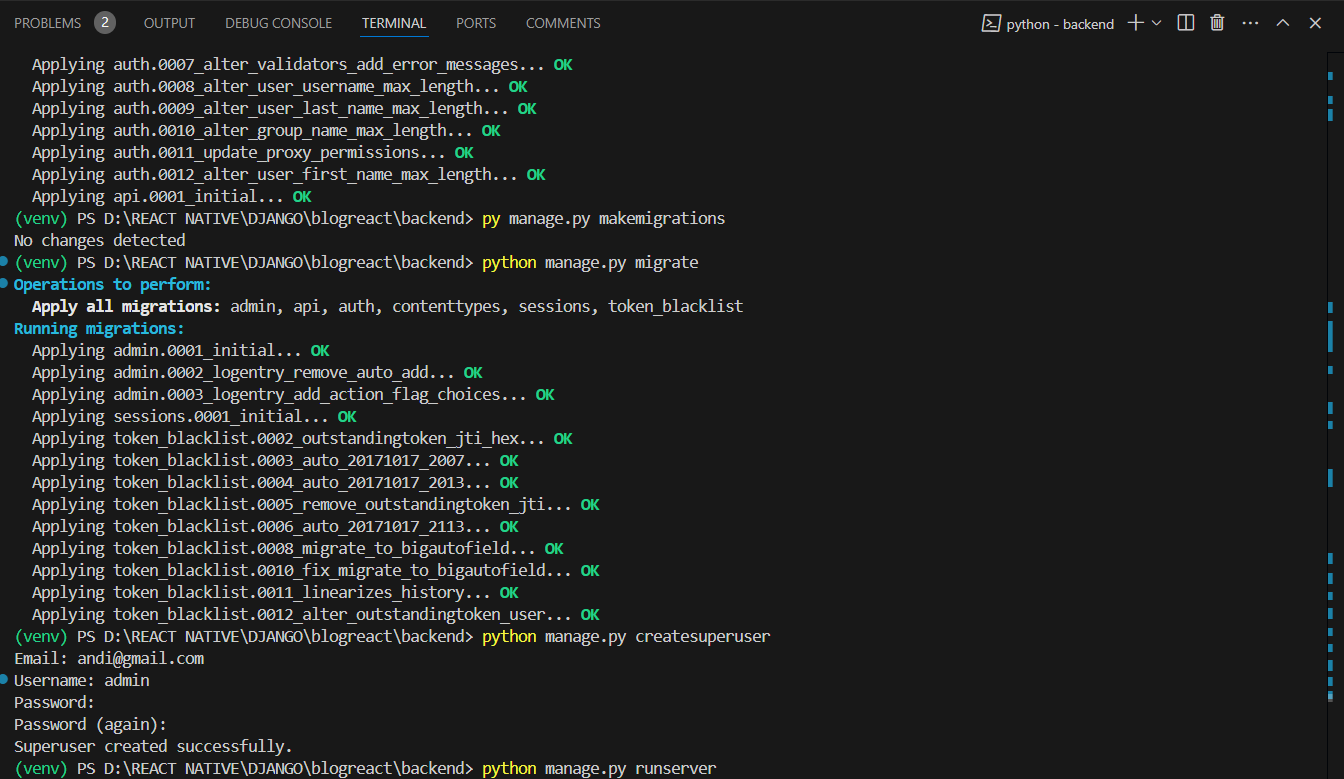 PROBLEMS 2 OUTPUT DEBUG CONSOLE TERMINAL PORTS COMMENTS python - backend
Applying auth.0007_alter_validators_add_error_messages... OK
Applying auth.0008_alter_user_username_max_length... OK
Applying auth.0009_alter_user_last_name_max_length... OK
Applying auth.0010_alter_group_name_max_length... OK
Applying auth.0011_update_proxy_permissions... OK
Applying auth.0012_alter_user_first_name_max_length... OK
Applying api.0001_initial... OK
(venv) PS D:\REACT NATIVE\DJANGO\blogreact\backend> py manage.py makemigrations
No changes detected
(venv) PS D:\REACT NATIVE\DJANGO\blogreact\backend> python manage.py migrate
Operations to perform:
Apply all migrations: admin, api, auth, contenttypes, sessions, token_blacklist
Running migrations:
Applying admin.0001_initial... OK
Applying admin.0002_logentry_remove_auto_add... OK
Applying admin.0003_logentry_add_action_flag_choices... OK
Applying sessions.0001_initial... OK
Applying token_blacklist.0002_outstandingtoken_jti_hex... OK
Applying token_blacklist.0003_auto_20171017_2007... OK
Applying token_blacklist.0004_auto_20171017_2013... OK
Applying token_blacklist.0005_remove_outstandingtoken_jti... OK
Applying token_blacklist.0006_auto_20171017_2113... OK
Applying token_blacklist.0008_migrate_to_bigautofield... OK
Applying token_blacklist.0010_fix_migrate_to_bigautofield... OK
Applying token_blacklist.0011_linearizes_history... OK
Applying token_blacklist.0012_alter_outstandingtoken_user... OK
(venv) PS D:\REACT NATIVE\DJANGO\blogreact\backend> python manage.py createsuperuser
Email: andi@gmail.com
Username: admin
Password:
Password (again):
Superuser created successfully.
(venv) PS D:\REACT NATIVE\DJANGO\blogreact\backend> python manage.py runserver